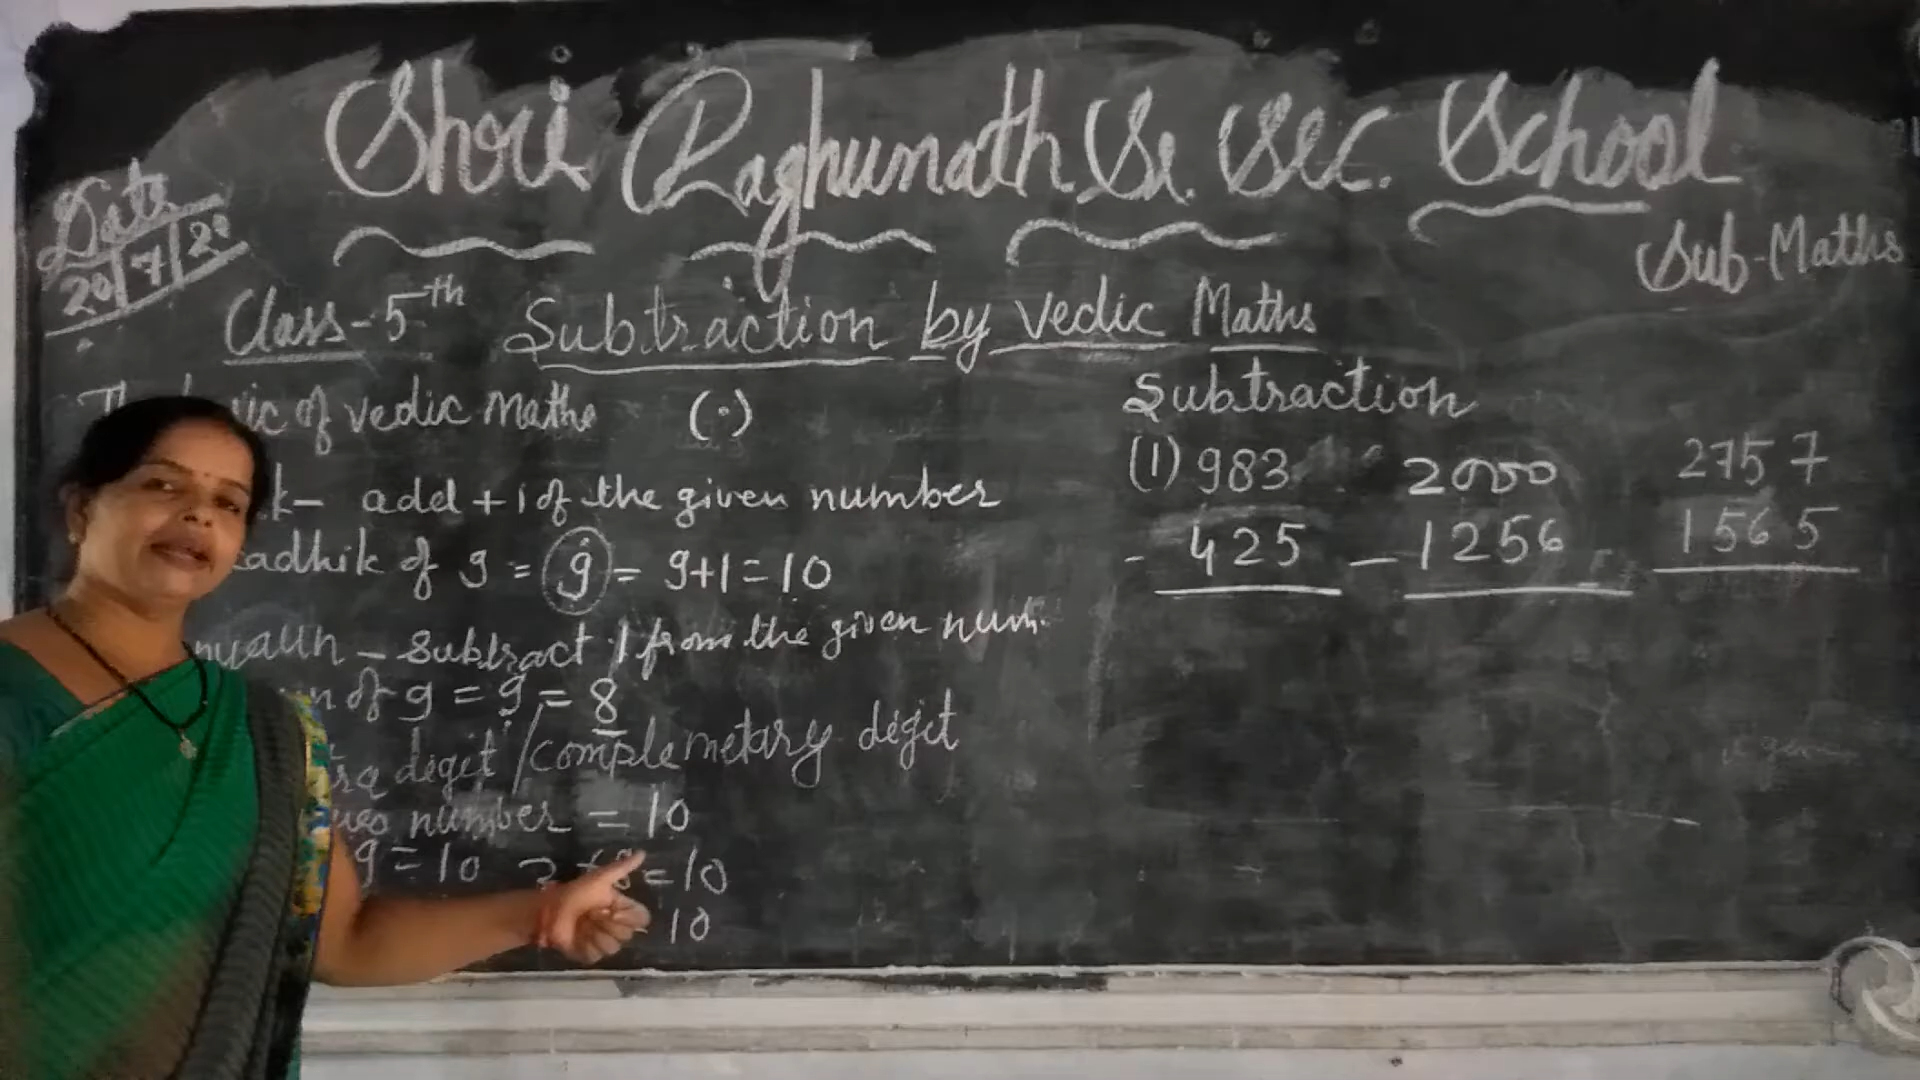 Shri Raghunath Sr. Sec. School
Date
20/7/20
Sub-Maths
Class-5th Subtraction by vedic Maths
of vedic maths (·)
add +1 of the given number
adhik of 9 = 9̇ = 9+1=10
Subtract 1 from the given num.
of 9 = 9̣ = 8
digit/complemetary digit
number = 10
9=10 =10
10
Subtraction
(1) 983 2000 2757
- 425 - 1256 - 1565